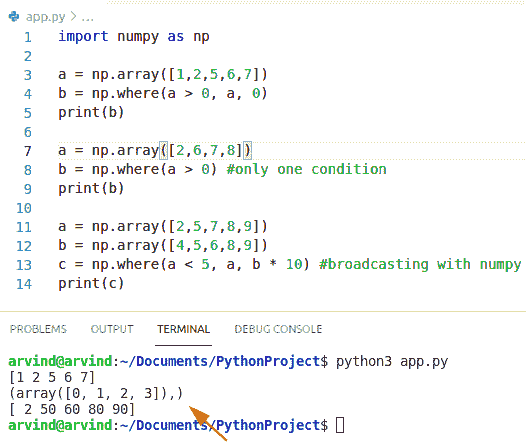 app.py > ...
1 import numpy as np
2
3 a = np.array([1,2,5,6,7])
4 b = np.where(a > 0, a, 0)
5 print(b)
6
7 a = np.array([2,6,7,8])
8 b = np.where(a > 0) #only one condition
9 print(b)
10
11 a = np.array([2,5,7,8,9])
12 b = np.array([4,5,6,8,9])
13 c = np.where(a < 5, a, b * 10) #broadcasting with numpy
14 print(c)
PROBLEMS OUTPUT TERMINAL DEBUG CONSOLE
arvind@arvind:~/Documents/PythonProject$ python3 app.py
[1 2 5 6 7]
(array([0, 1, 2, 3]),)
[ 2 50 60 80 90]
arvind@arvind:~/Documents/PythonProject$